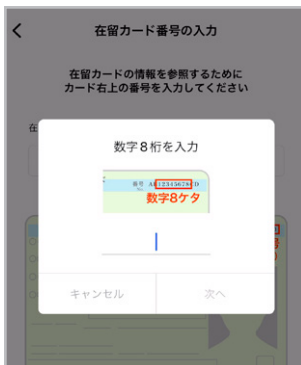 在留カード番号の入力
在留カードの情報を参照するために
カード右上の番号を入力してください
在
数字8桁を入力
番号 AB12345678CD
No.
数字8ケタ
キャンセル
次へ